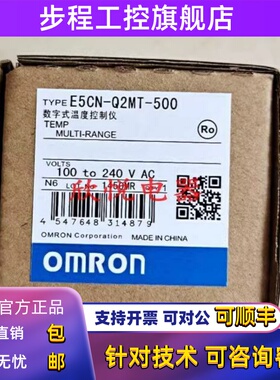 步程工控旗舰店
TYPE E5CN-Q2MT-500
数字式温度控制仪
TEMP
MULTI-RANGE
Ro
VOLTS
100 to 240 V AC
N6
4 547648 314879
OMRON Corporation
MADE IN CHINA
OMRON
官方正品
支持开票 可对公 可顺丰
直销
包
无忧
邮
针对技术 可咨询客服